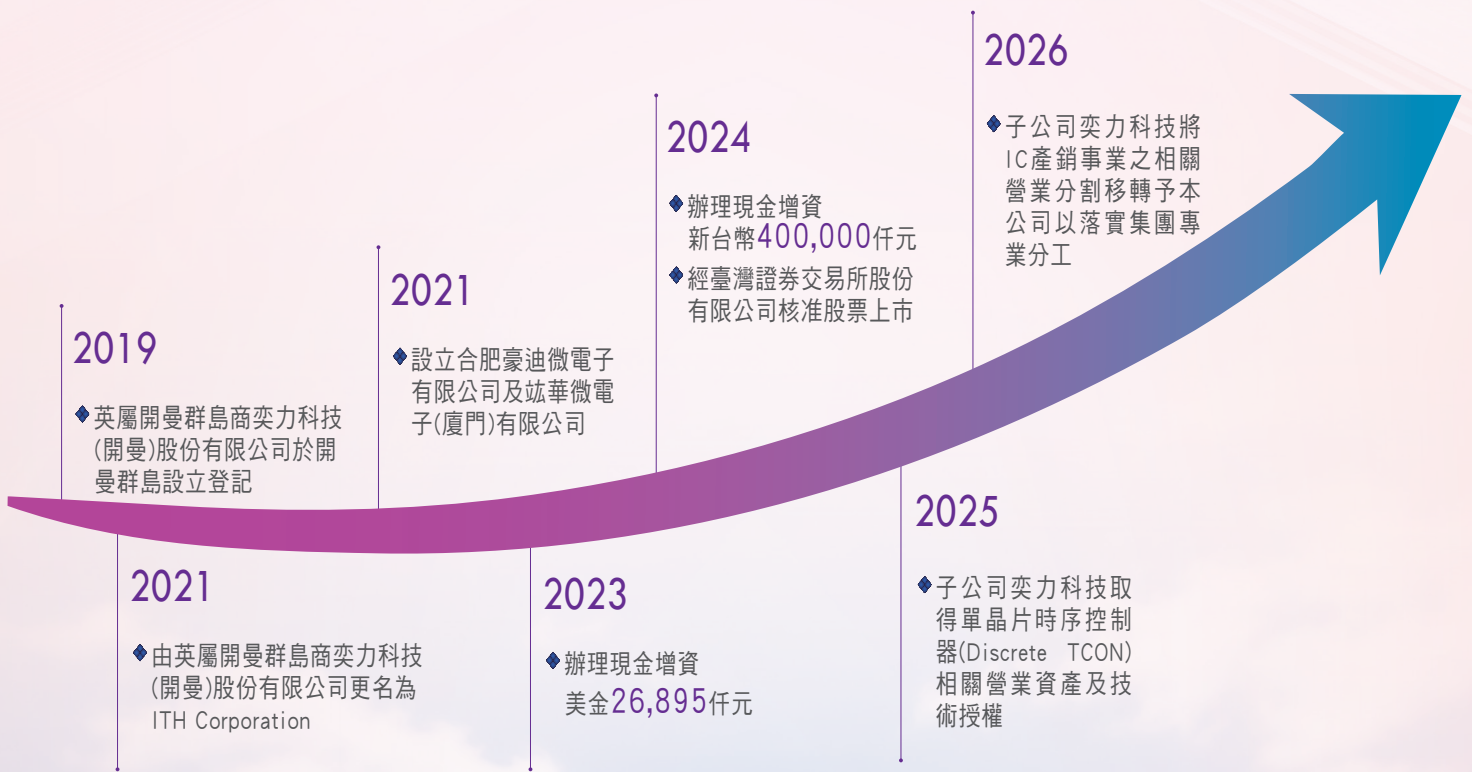 2019
英屬開曼群島商奕力科技
(開曼)股份有限公司於開
曼群島設立登記
2021
由英屬開曼群島商奕力科技
(開曼)股份有限公司更名為
ITH Corporation
2021
設立合肥豪迪微電子
有限公司及竑華微電
子(廈門)有限公司
2023
辦理現金增資
美金26,895仟元
2024
辦理現金增資
新台幣400,000仟元
經臺灣證券交易所股份
有限公司核准股票上市
2025
子公司奕力科技取
得單晶片時序控制
器(Discrete TCON)
相關營業資產及技
術授權
2026
子公司奕力科技將
IC產銷事業之相關
營業分割移轉予本
公司以落實集團專
業分工